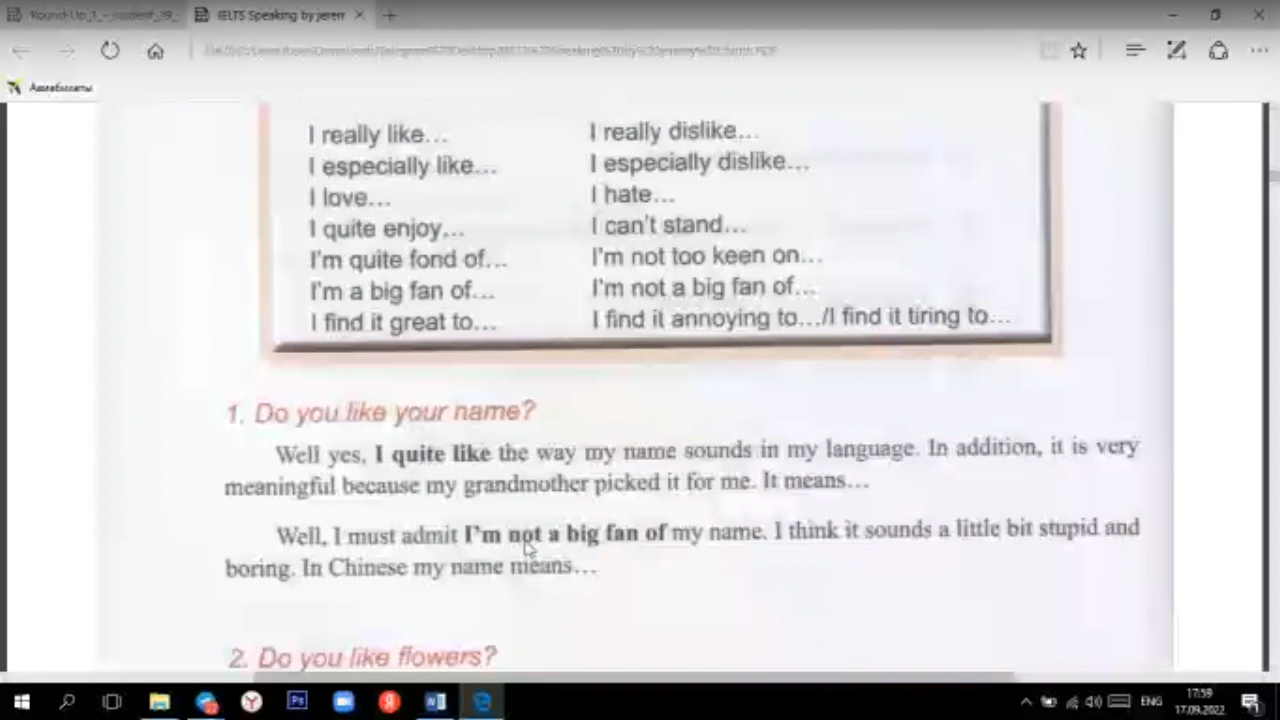 IELTS Speaking by jerem
Авиабилеты
I really like... I really dislike...
I especially like... I especially dislike...
I love... I hate...
I quite enjoy... I can't stand...
I'm quite fond of... I'm not too keen on...
I'm a big fan of... I'm not a big fan of...
I find it great to... I find it annoying to.../I find it tiring to...
1. Do you like your name?
Well yes, I quite like the way my name sounds in my language. In addition, it is very
meaningful because my grandmother picked it for me. It means...
Well, I must admit I'm not a big fan of my name. I think it sounds a little bit stupid and
boring. In Chinese my name means...
2. Do you like flowers?
Ps
ENG
17:59
17.09.2022